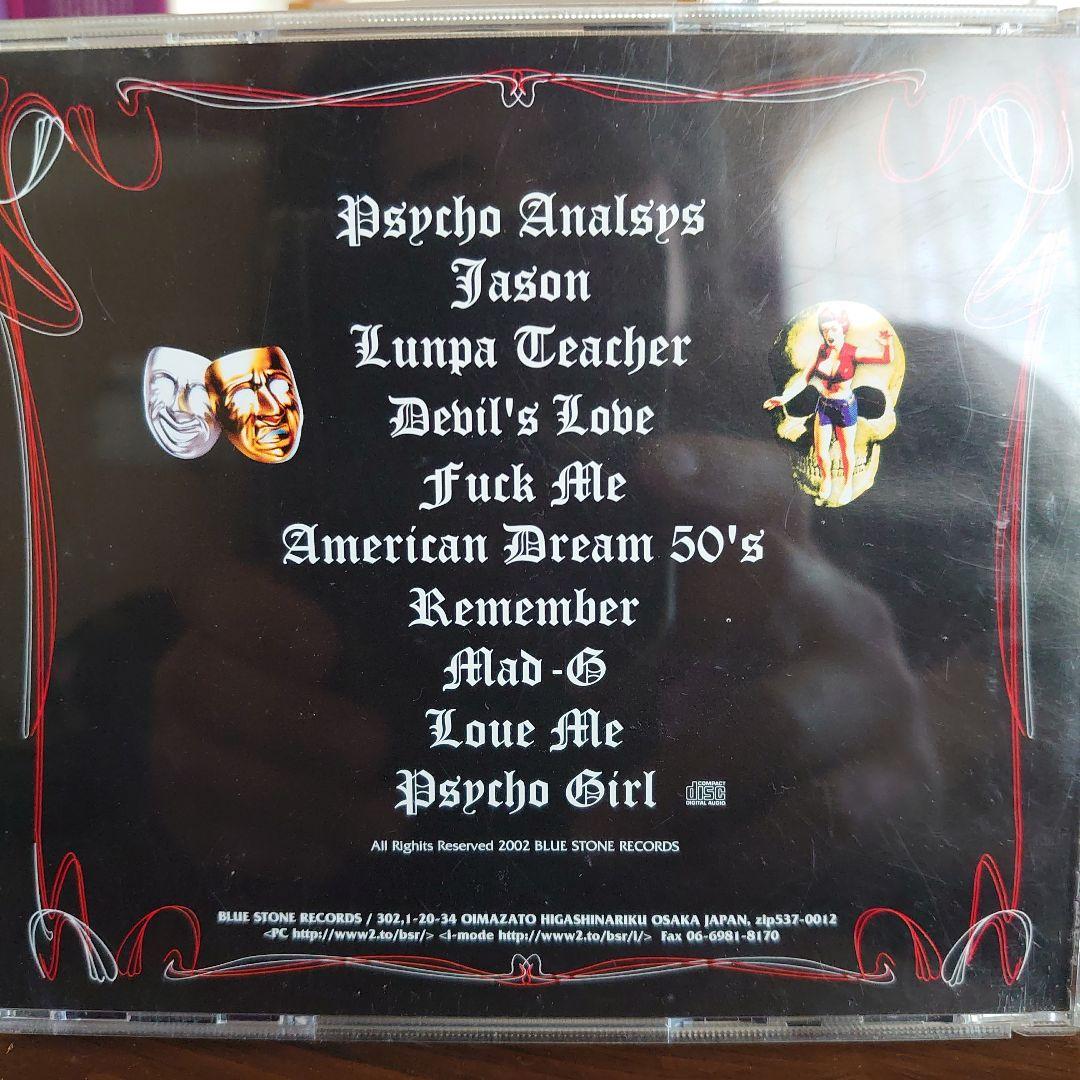 Psycho Analsys
Jason
Lunpa Teacher
Devil's Love
Fuck Me
American Dream 50's
Remember
Mad-G
Loue Me
Psycho Girl
COMPACT
disc
DIGITAL AUDIO
All Rights Reserved 2002 BLUE STONE RECORDS
BLUE STONE RECORDS / 302,1-20-34 OIMAZATO HIGASHINARIKU OSAKA JAPAN, zip537-0012
<PC http://www2.to/bsr/> <i-mode http://www2.to/bsr/i/> Fax 06-6981-8170